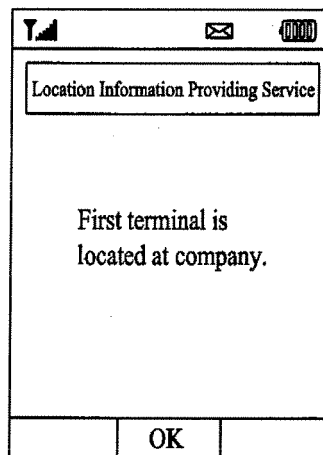 Location Information Providing Service
First terminal is
located at company.
OK